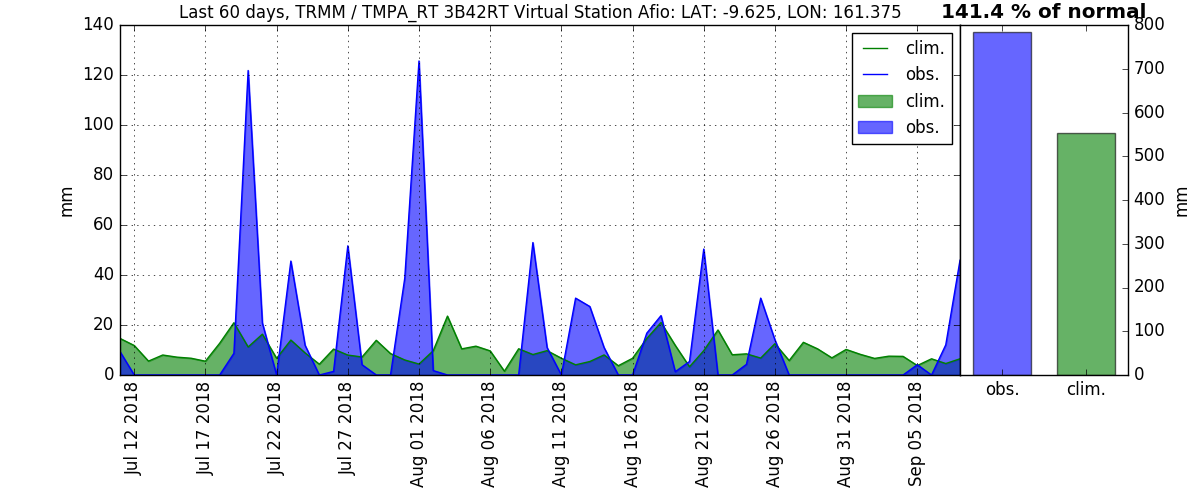 Last 60 days, TRMM / TMPA_RT 3B42RT Virtual Station Afio: LAT: -9.625, LON: 161.375
141.4 % of normal
140
120
100
80
60
40
20
0
mm
clim.
obs.
clim.
obs.
Jul 12 2018
Jul 17 2018
Jul 22 2018
Jul 27 2018
Aug 01 2018
Aug 06 2018
Aug 11 2018
Aug 16 2018
Aug 21 2018
Aug 26 2018
Aug 31 2018
Sep 05 2018
800
700
600
500
400
300
200
100
0
mm
obs.
clim.